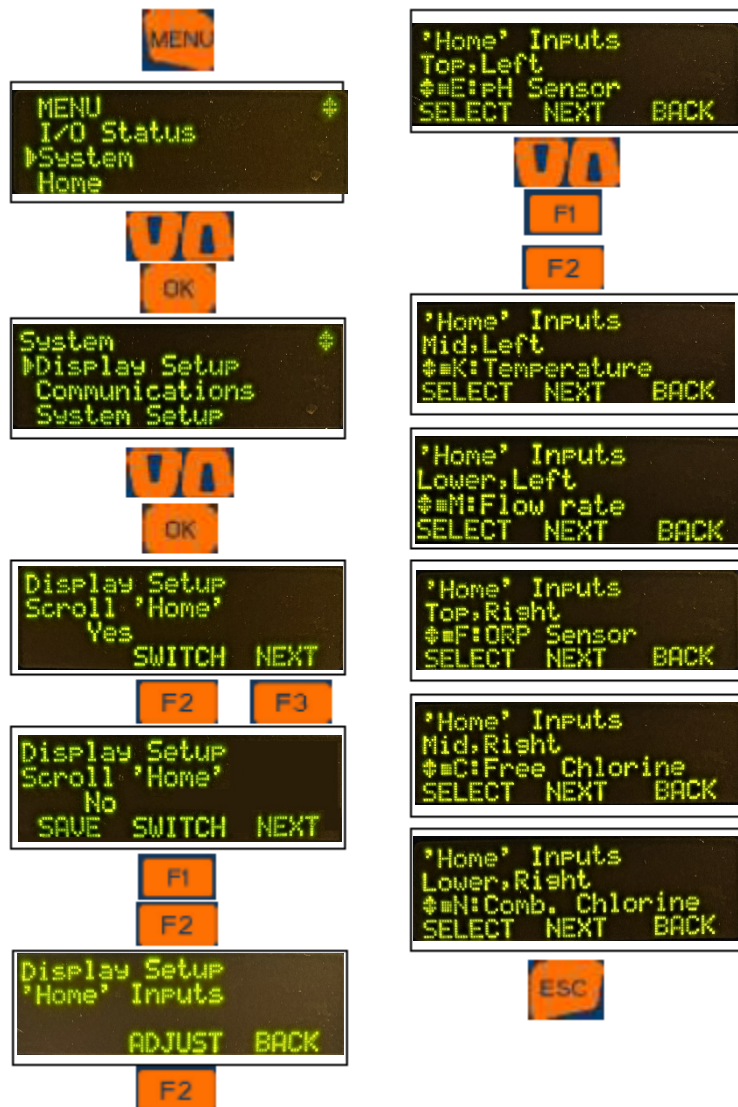 MENU
MENU
I/O Status
System
Home
OK
System
Display Setup
Communications
System Setup
OK
Display Setup
Scroll 'Home'
Yes
SWITCH NEXT
F2 F3
Display Setup
Scroll 'Home'
No
SAVE SWITCH NEXT
F1
F2
Display Setup
'Home' Inputs
ADJUST BACK
F2
'Home' Inputs
Top,Left
E:pH Sensor
SELECT NEXT BACK
F1
F2
'Home' Inputs
Mid,Left
K:Temperature
SELECT NEXT BACK
'Home' Inputs
Lower,Left
M:Flow rate
SELECT NEXT BACK
'Home' Inputs
Top,Right
F:ORP Sensor
SELECT NEXT BACK
'Home' Inputs
Mid,Right
C:Free Chlorine
SELECT NEXT BACK
'Home' Inputs
Lower,Right
N:Comb. Chlorine
SELECT NEXT BACK
ESC